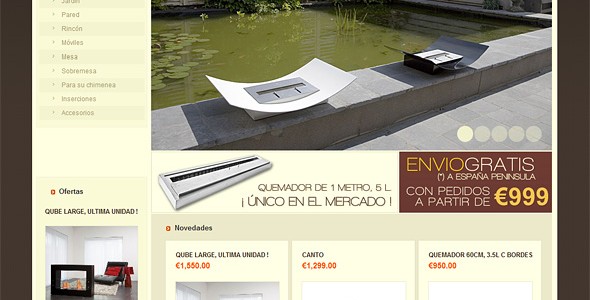 Jardín
Pared
Rincón
Móviles
Mesa
Sobremesa
Para su chimenea
Inserciones
Accesorios
QUEMADOR DE 1 METRO, 5 L.
¡ ÚNICO EN EL MERCADO !
ENVIOGRATIS
(*) A ESPAÑA PENINSULA
CON PEDIDOS
A PARTIR DE €999
Ofertas
QUBE LARGE, ULTIMA UNIDAD !
Novedades
QUBE LARGE, ULTIMA UNIDAD !
€1,550.00
CANTO
€1,299.00
QUEMADOR 60CM, 3.5L C BORDES
€950.00